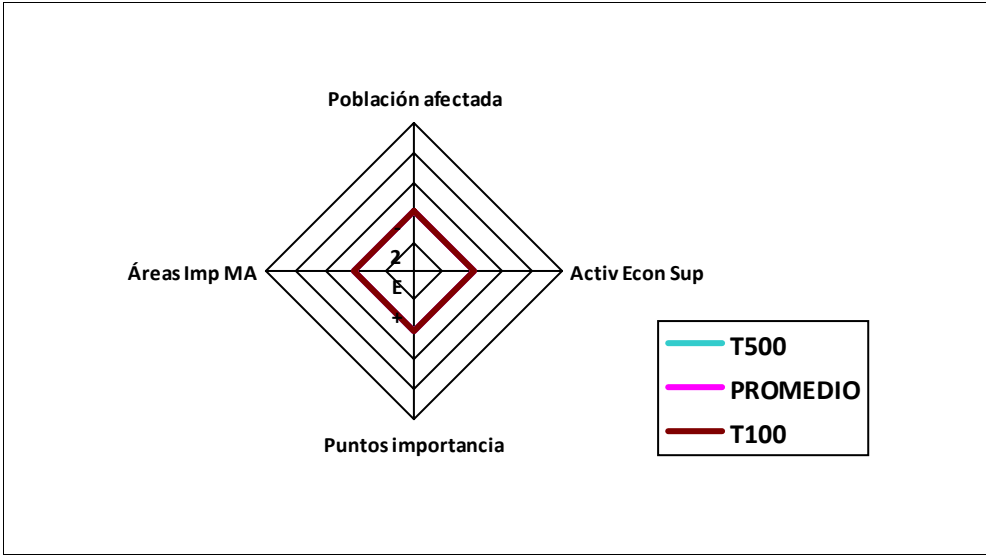 Población afectada
-
2
Áreas Imp MA
Activ Econ Sup
E
+
T500
PROMEDIO
T100
Puntos importancia